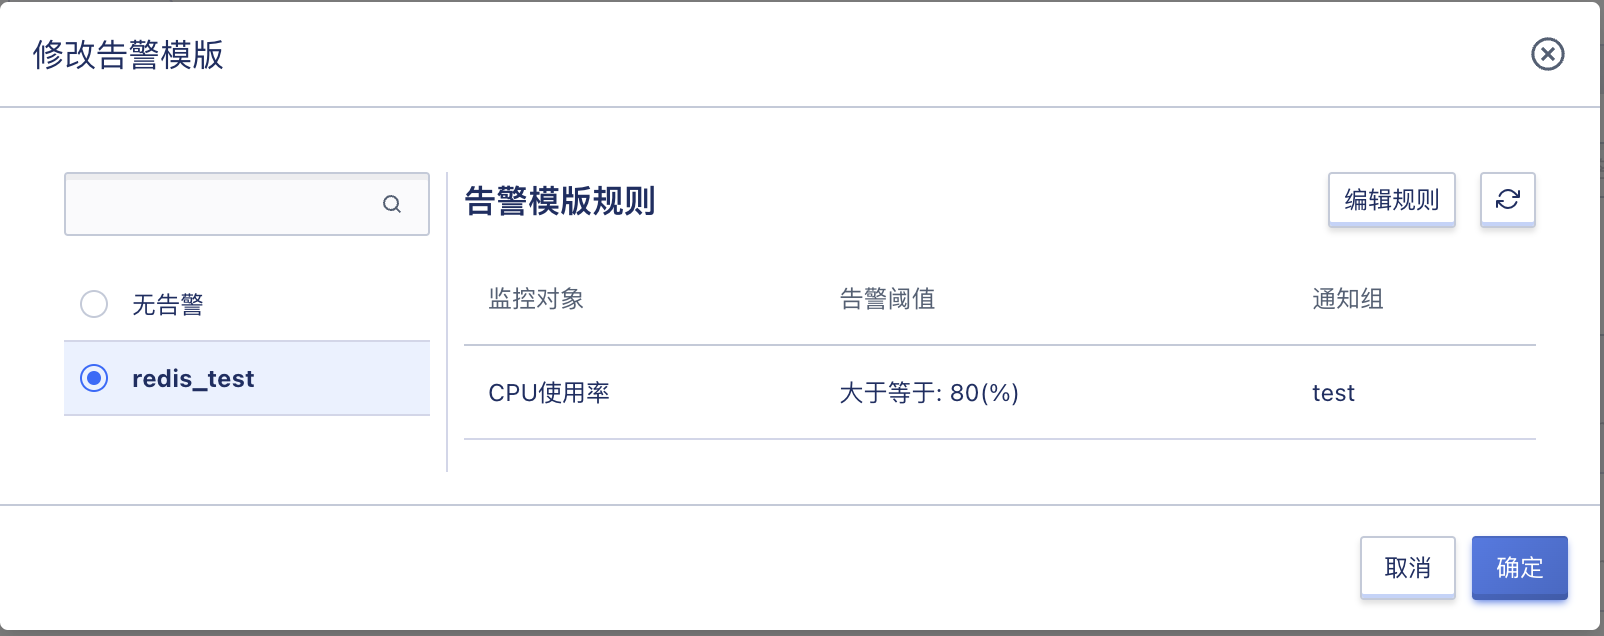 修改告警模版
告警模版规则
编辑规则
无告警
redis_test
监控对象 告警阈值 通知组
CPU使用率 大于等于: 80(%) test
取消 确定